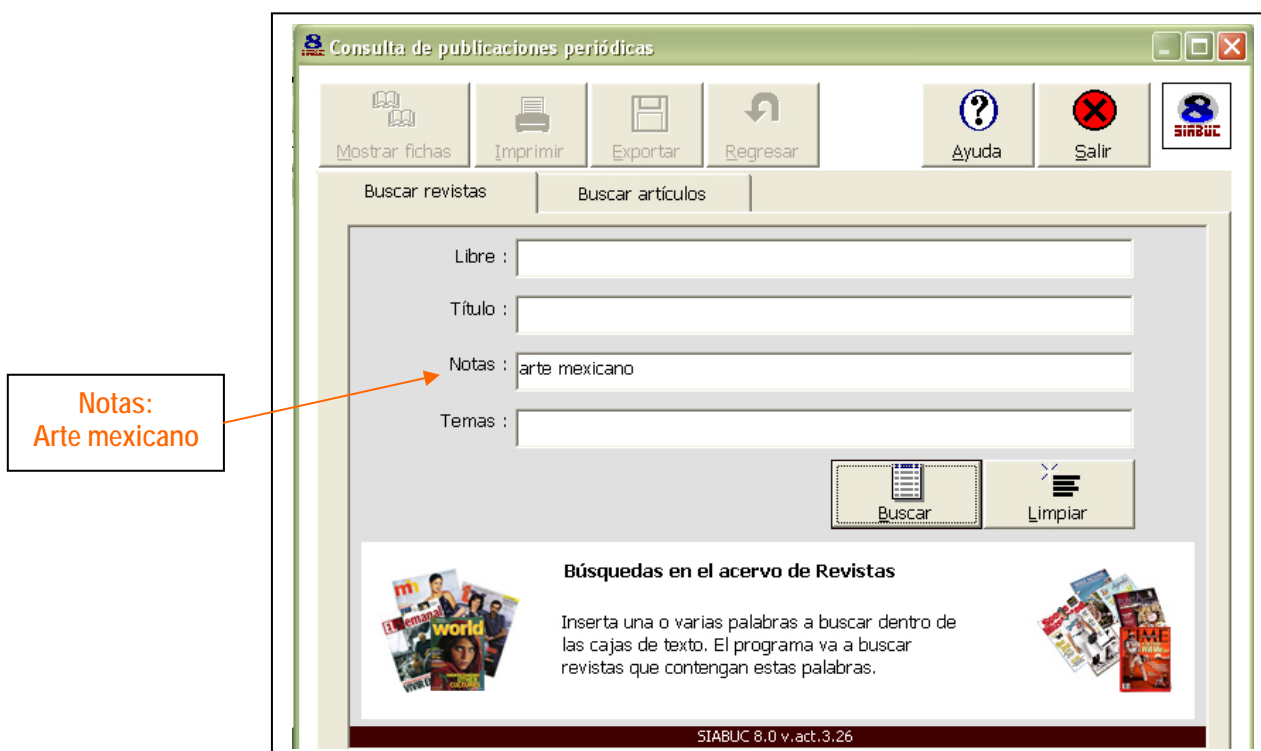 Consulta de publicaciones periódicas
Mostrar fichas
Imprimir
Exportar
Regresar
Ayuda
Salir
8
SIABUC
Buscar revistas
Buscar artículos
Libre :
Título :
Notas : arte mexicano
Temas :
Notas:
Arte mexicano
Buscar
Limpiar
Búsquedas en el acervo de Revistas
Inserta una o varias palabras a buscar dentro de
las cajas de texto. El programa va a buscar
revistas que contengan estas palabras.
world
TIME
SIABUC 8.0 v.act.3.26